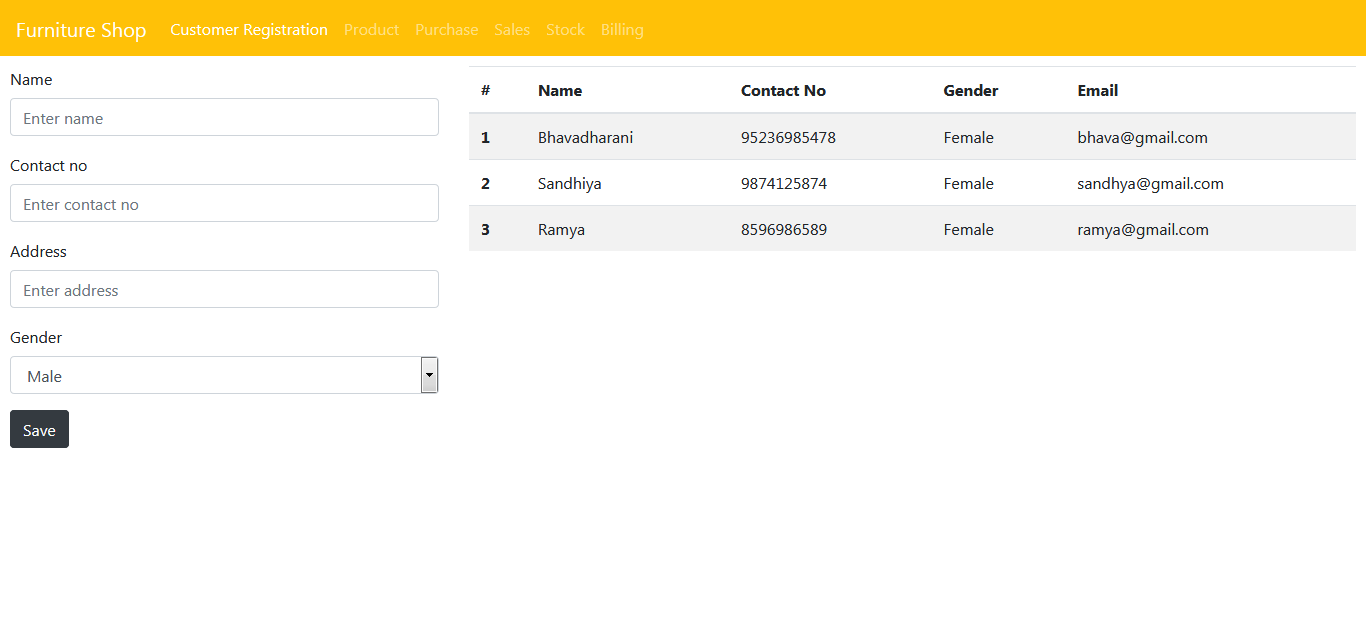 Furniture Shop Customer Registration Product Purchase Sales Stock Billing
Name
Enter name
Contact no
Enter contact no
Address
Enter address
Gender
Male
Save
# Name Contact No Gender Email
1 Bhavadharani 95236985478 Female bhava@gmail.com
2 Sandhiya 9874125874 Female sandhya@gmail.com
3 Ramya 8596986589 Female ramya@gmail.com